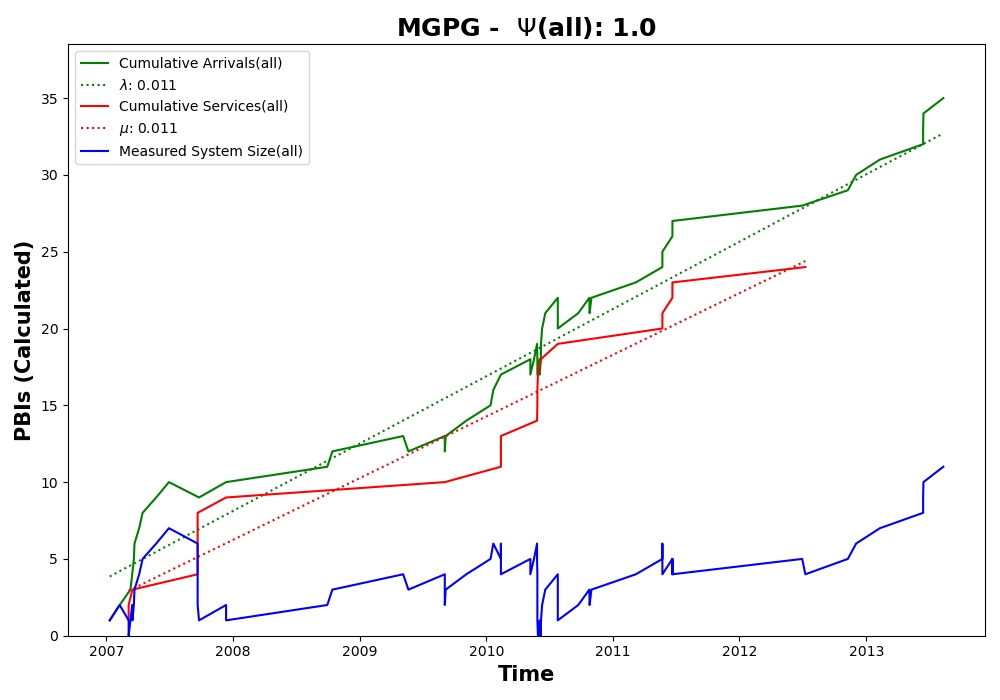 MGPG - Ψ(all): 1.0
Cumulative Arrivals(all)
λ: 0.011
Cumulative Services(all)
μ: 0.011
Measured System Size(all)
PBIs (Calculated)
35
30
25
20
15
10
5
0
2007 2008 2009 2010 2011 2012 2013
Time